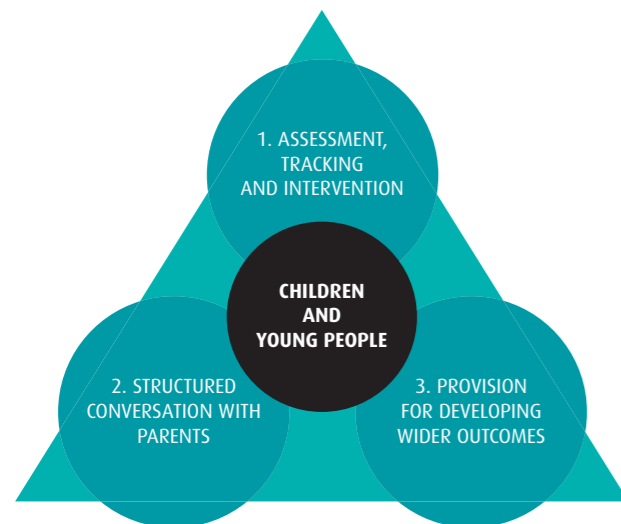 1. ASSESSMENT,
TRACKING
AND INTERVENTION
CHILDREN
AND
YOUNG PEOPLE
2. STRUCTURED
CONVERSATION WITH
PARENTS
3. PROVISION
FOR DEVELOPING
WIDER OUTCOMES